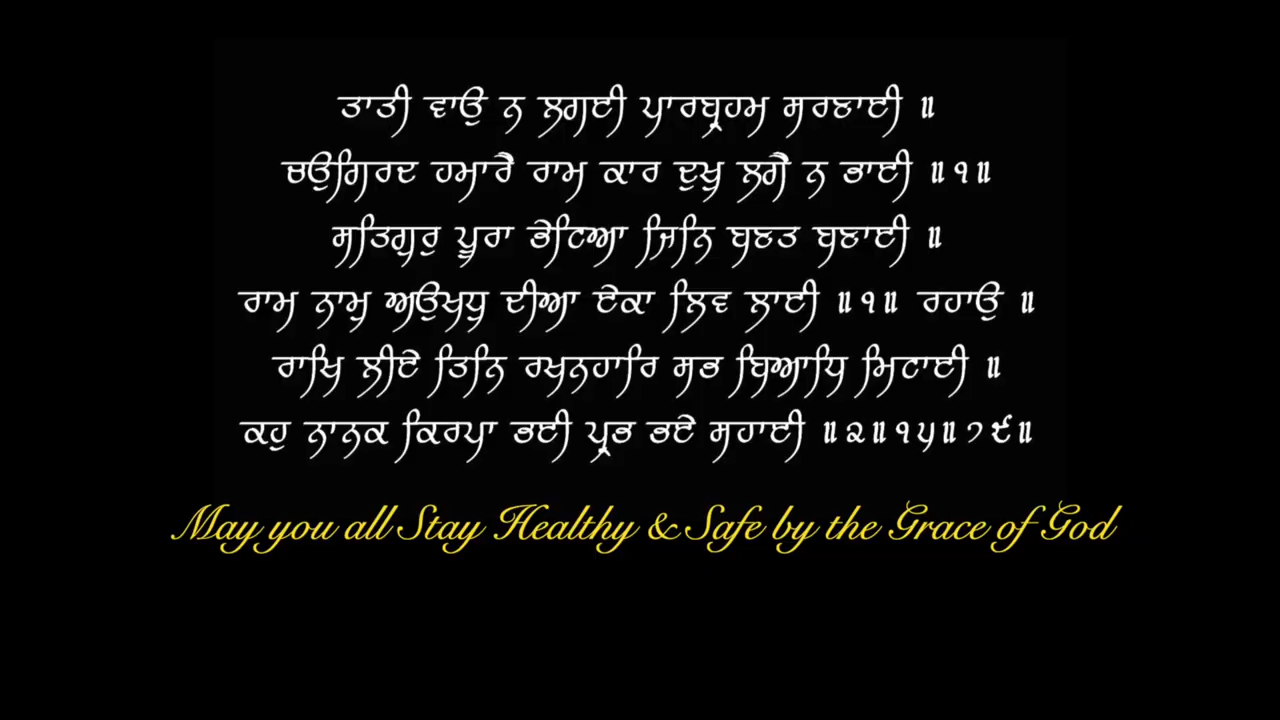 ਤਾਤੀ ਵਾਉ ਨ ਲਗਈ ਪਾਰਬ੍ਰਹਮ ਸਰਣਾਈ ॥
ਚਉਗਿਰਦ ਹਮਾਰੈ ਰਾਮ ਕਾਰ ਦੁਖੁ ਲਗੈ ਨ ਭਾਈ ॥੧॥
ਸਤਿਗੁਰੁ ਪੂਰਾ ਭੇਟਿਆ ਜਿਨਿ ਬਣਤ ਬਣਾਈ ॥
ਰਾਮ ਨਾਮੁ ਅਉਖਧੁ ਦੀਆ ਏਕਾ ਲਿਵ ਲਾਈ ॥੧॥ ਰਹਾਉ ॥
ਰਾਖਿ ਲੀਏ ਤਿਨਿ ਰਖਨਹਾਰਿ ਸਭ ਬਿਆਧਿ ਮਿਟਾਈ ॥
ਕਹੁ ਨਾਨਕ ਕਿਰਪਾ ਭਈ ਪ੍ਰਭ ਭਏ ਸਹਾਈ ॥੨॥੧੫॥੭੯॥
May you all Stay Healthy & Safe by the Grace of God